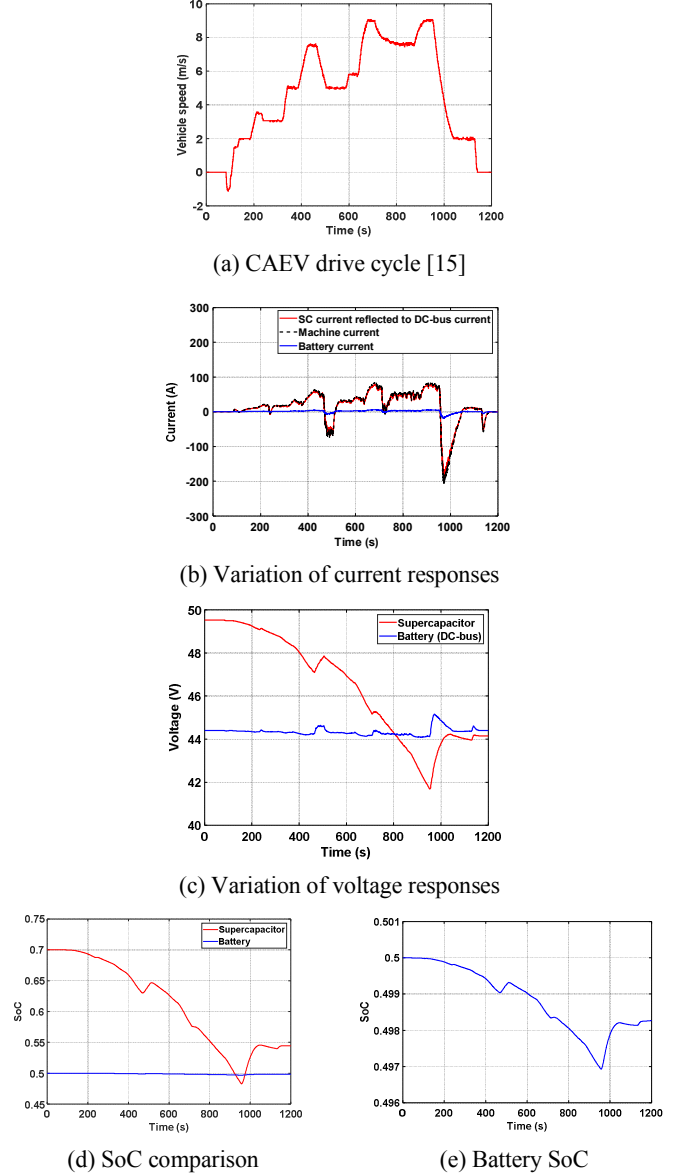 10
8
6
4
2
0
-2
Vehicle speed (m/s)
0 200 400 600 800 1000 1200
Time (s)
(a) CAEV drive cycle [15]
300
200
100
0
-100
-200
-300
Current (A)
SC current reflected to DC-bus current
Machine current
Battery current
0 200 400 600 800 1000 1200
Time (s)
(b) Variation of current responses
50
48
46
44
42
40
Voltage (V)
Supercapacitor
Battery (DC-bus)
0 200 400 600 800 1000 1200
Time (s)
(c) Variation of voltage responses
0.75
0.7
0.65
0.6
0.55
0.5
0.45
SoC
Supercapacitor
Battery
0 200 400 600 800 1000 1200
Time (s)
(d) SoC comparison
0.501
0.5
0.499
0.498
0.497
0.496
SoC
0 200 400 600 800 1000 1200
Time (s)
(e) Battery SoC